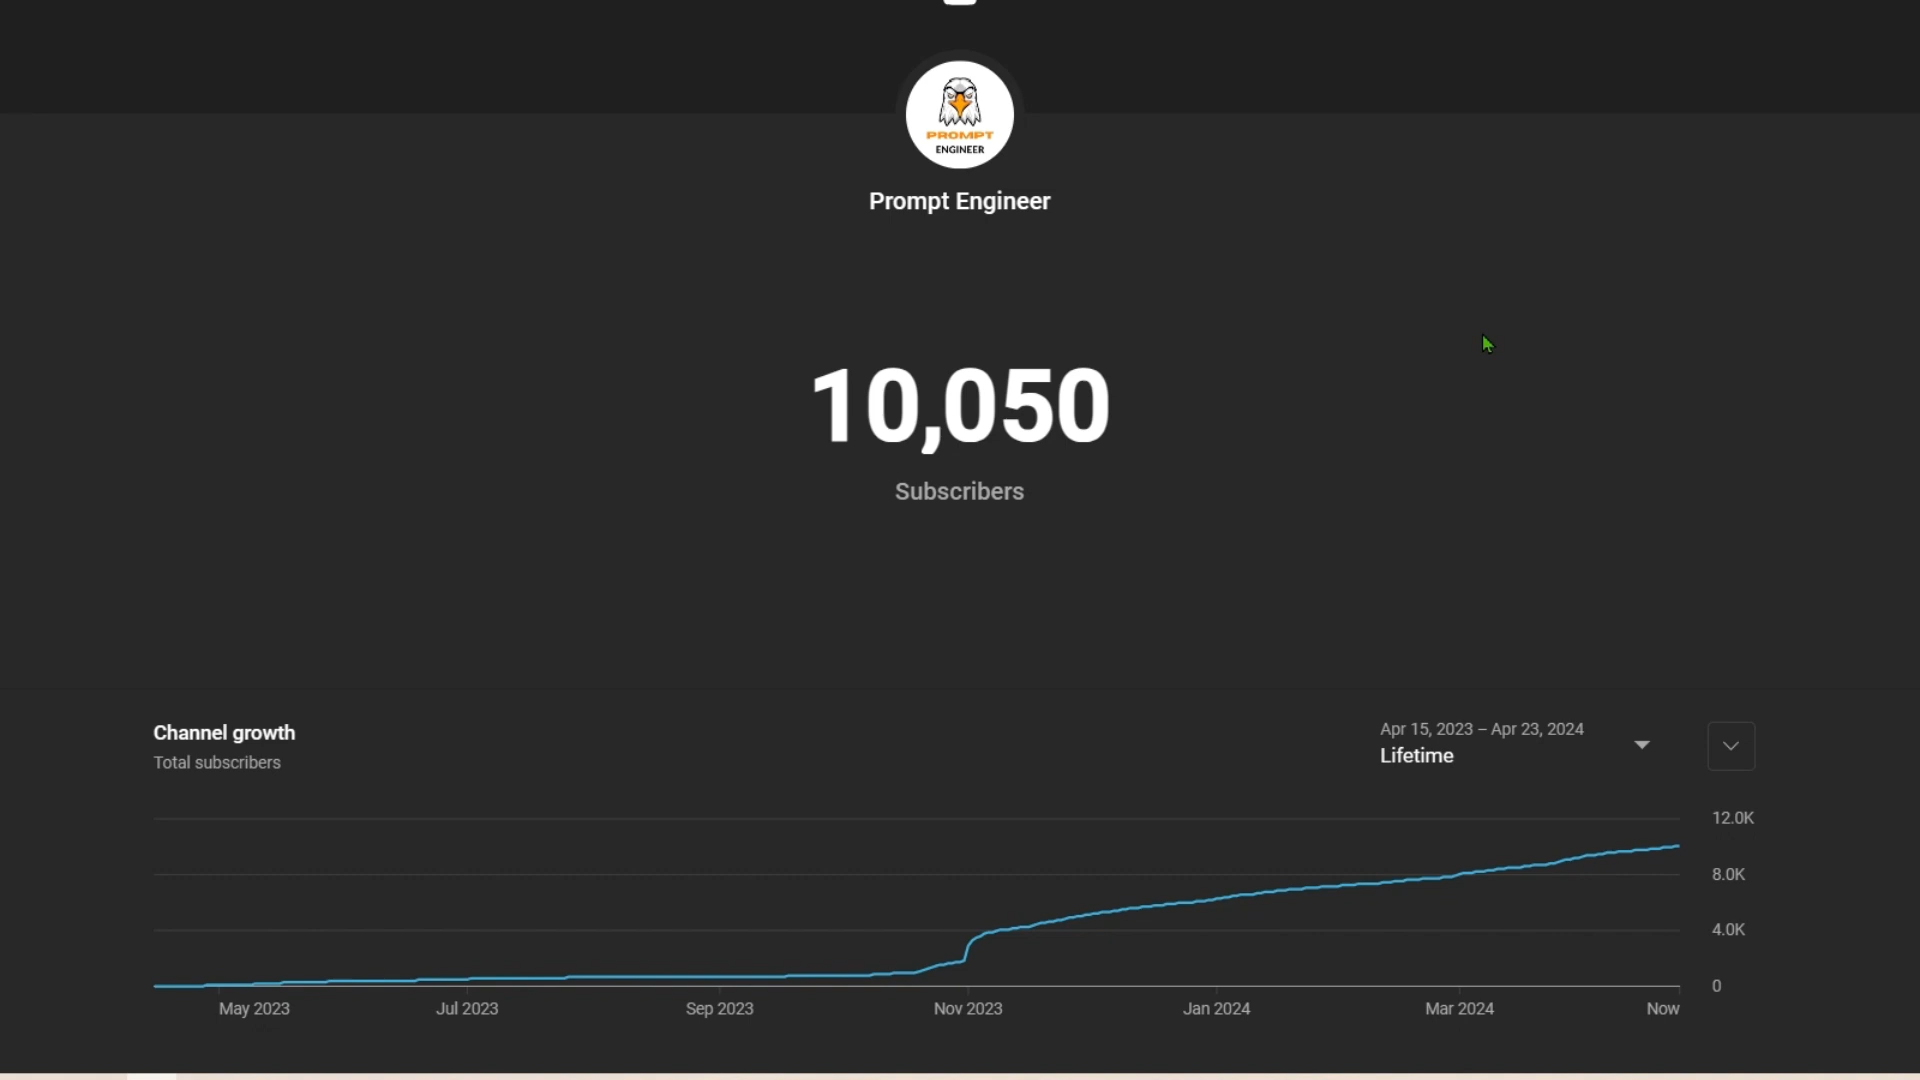 PROMPT
ENGINEER
Prompt Engineer
10,050
Subscribers
Channel growth
Total subscribers
Apr 15, 2023 – Apr 23, 2024
Lifetime
12.0K
8.0K
4.0K
0
May 2023
Jul 2023
Sep 2023
Nov 2023
Jan 2024
Mar 2024
Now